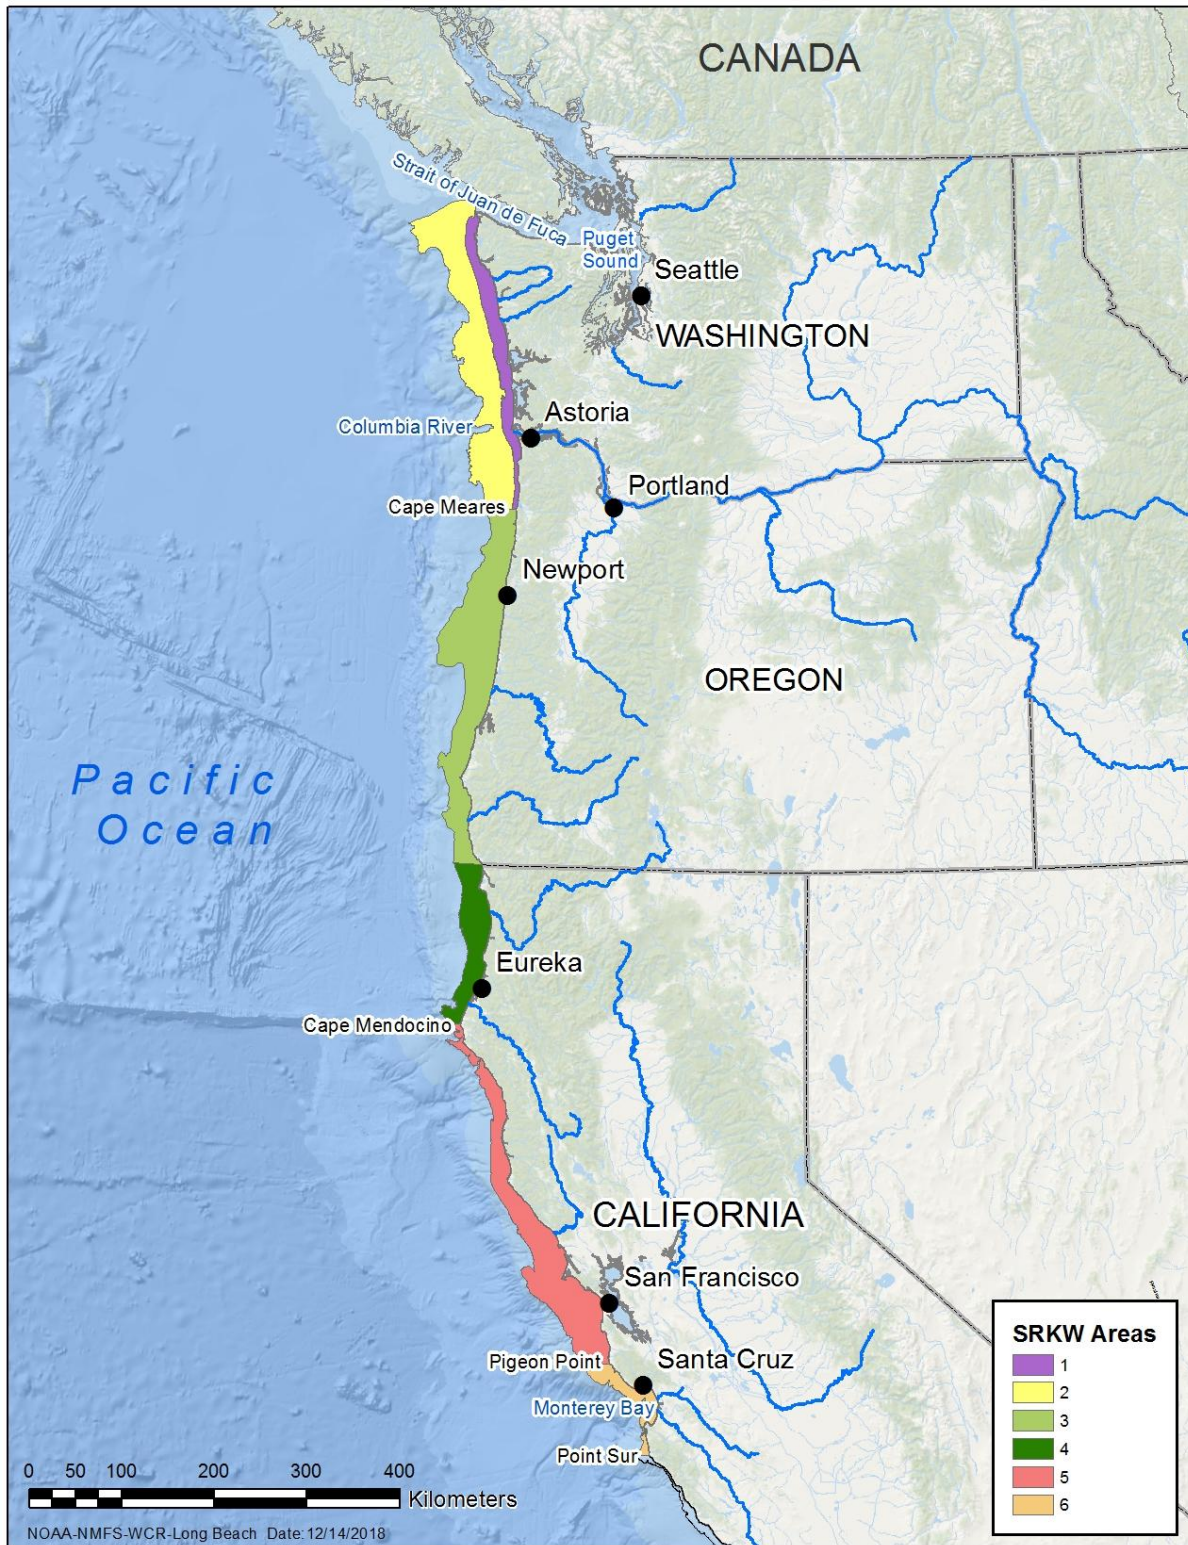 CANADA
Strait of Juan de Fuca
Puget
Sound
Seattle
WASHINGTON
Astoria
Columbia River
Portland
Cape Meares
Newport
OREGON
Pacific
Ocean
Eureka
Cape Mendocino
CALIFORNIA
San Francisco
Pigeon Point
Santa Cruz
Monterey Bay
Point Sur
SRKW Areas
1
2
3
4
5
6
0 50 100 200 300 400
Kilometers
NOAA-NMFS-WCR-Long Beach Date:12/14/2018